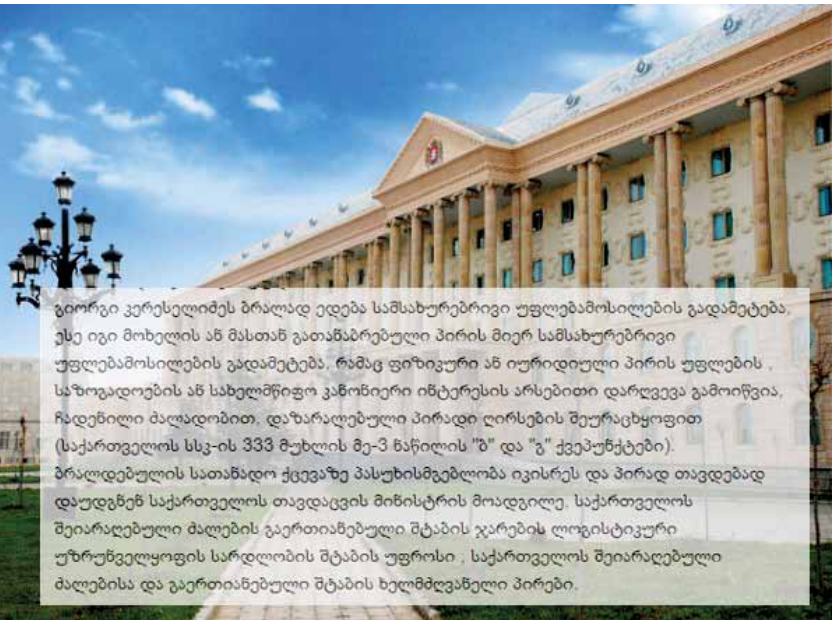 გიორგი კერესელიძეს ბრალად ედება სამსახურებრივი უფლებამოსილების გადამეტება,
ესე იგი მოხელის ან მასთან გათანაბრებული პირის მიერ სამსახურებრივი
უფლებამოსილების გადამეტება, რამაც ფიზიკური ან იურიდიული პირის უფლების ,
საზოგადოების ან სახელმწიფო კანონიერი ინტერესის არსებითი დარღვევა გამოიწვია,
ჩადენილი ძალადობით, დაზარალებული პირადი ღირსების შეურაცხყოფით
(საქართველოს სსკ-ის 333 მუხლის მე-3 ნაწილის "ბ" და "გ" ქვეპუნქტები).
ბრალდებულის სათანადო ქცევაზე პასუხისმგებლობა იკისრეს და პირად თავდებად
დაუდგნენ საქართველოს თავდაცვის მინისტრის მოადგილე, საქართველოს
შეიარაღებული ძალების გაერთიანებული შტაბის ჯარების ლოგისტიკური
უზრუნველყოფის სარდლობის შტაბის უფროსი , საქართველოს შეიარაღებული
ძალებისა და გაერთიანებული შტაბის ხელმძღვანელი პირები.